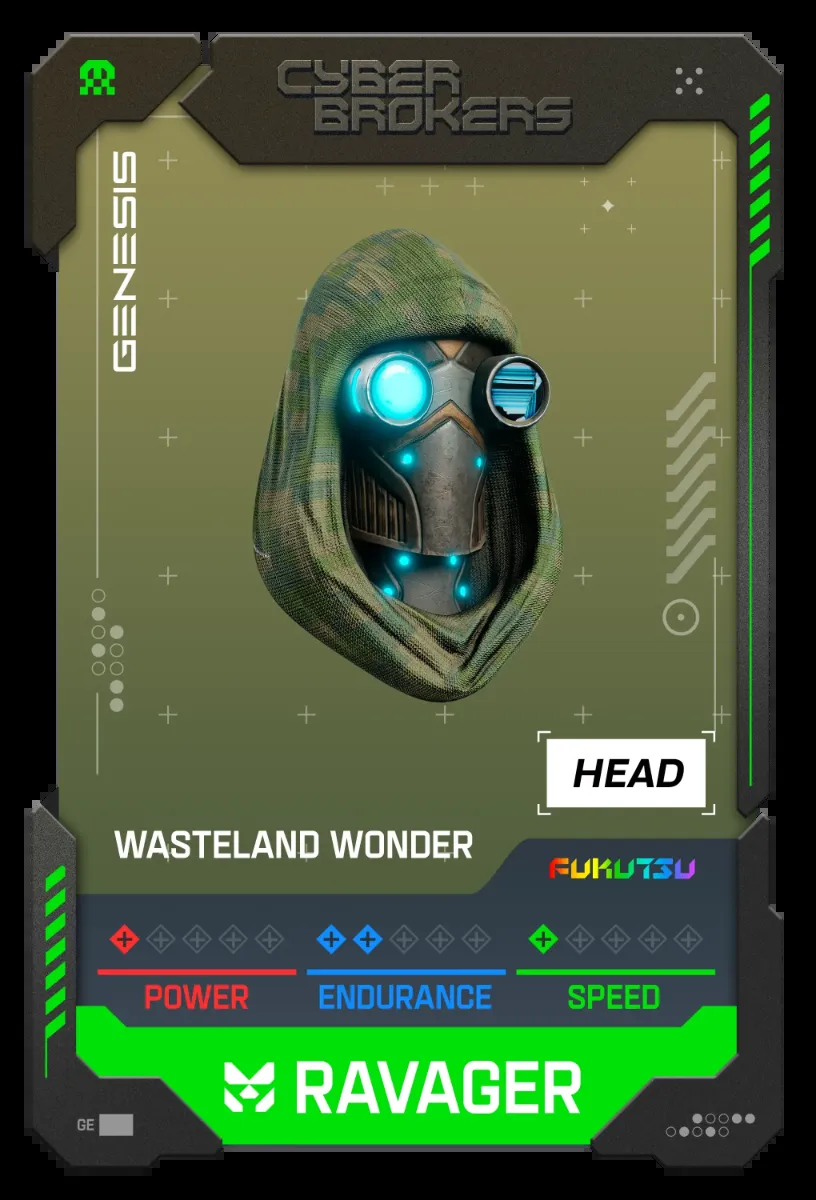 CYBER
BROKERS
GENESIS
HEAD
WASTELAND WONDER
FUKUTSU
POWER
ENDURANCE
SPEED
RAVAGER
GE